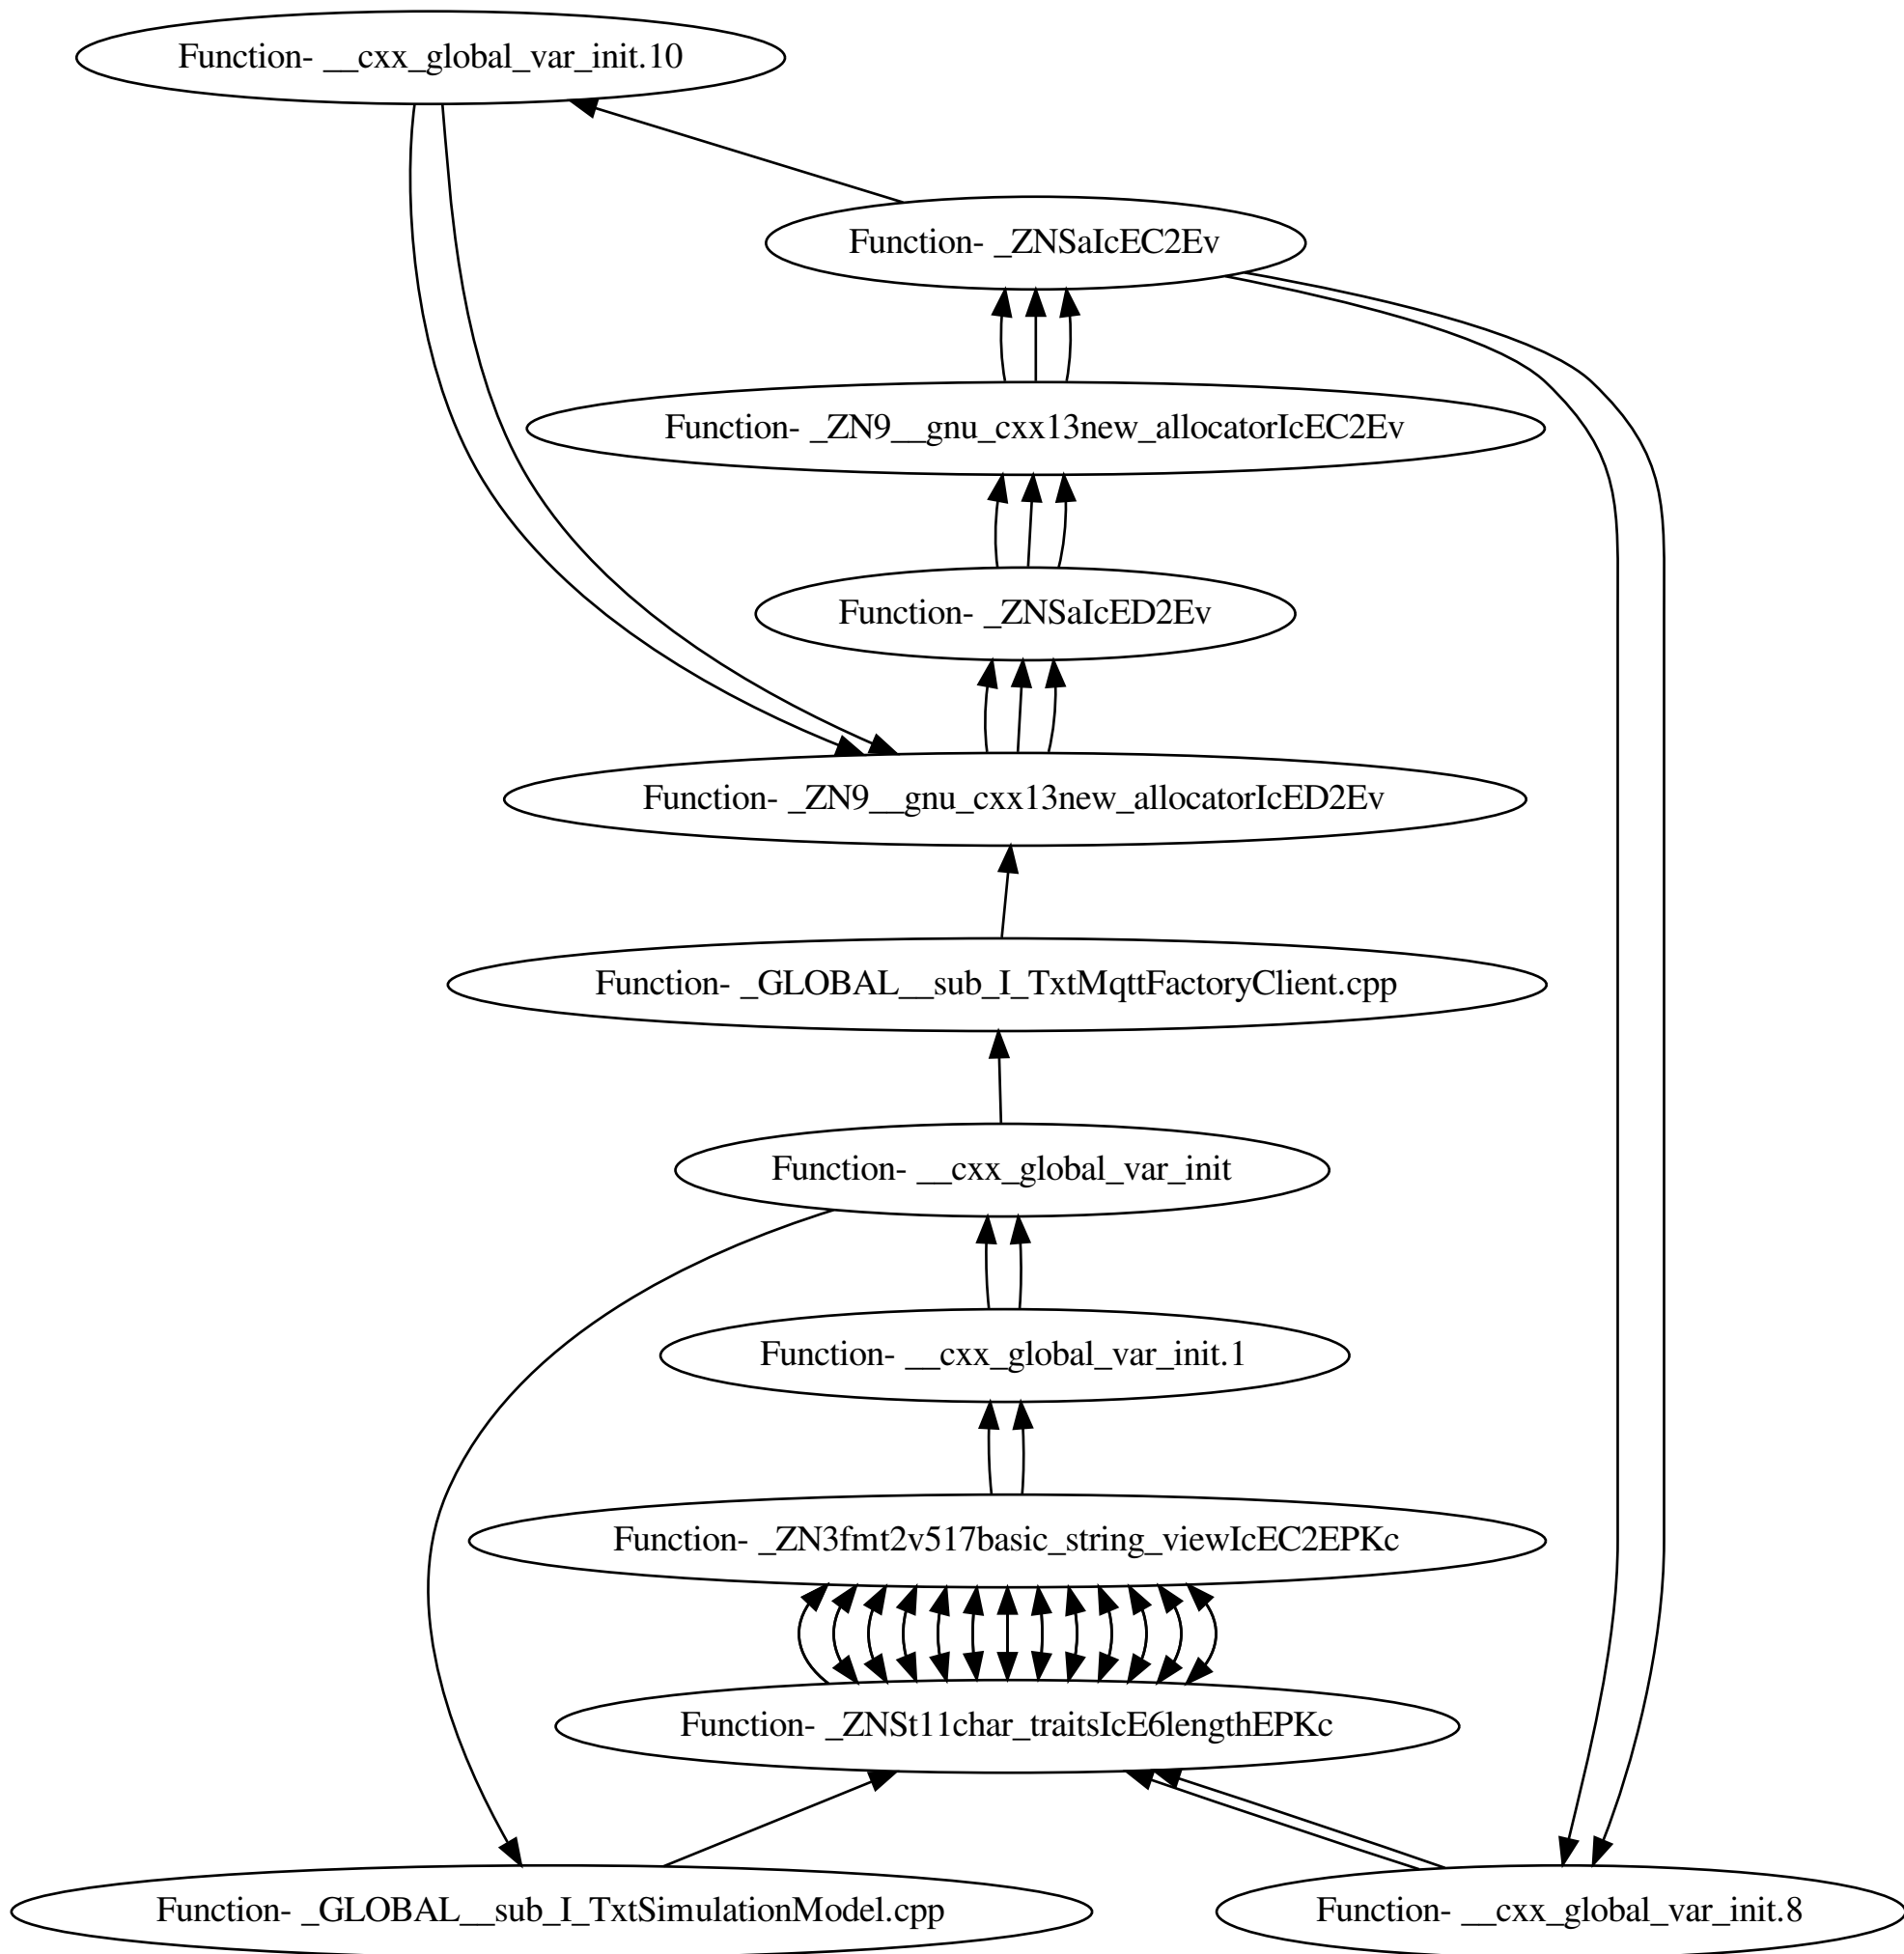 Function- __cxx_global_var_init.10
Function- _ZNSaIcEC2Ev
Function- _ZN9__gnu_cxx13new_allocatorIcEC2Ev
Function- _ZNSaIcED2Ev
Function- _ZN9__gnu_cxx13new_allocatorIcED2Ev
Function- _GLOBAL__sub_I_TxtMqttFactoryClient.cpp
Function- __cxx_global_var_init
Function- __cxx_global_var_init.1
Function- _ZN3fmt2v517basic_string_viewIcEC2EPKc
Function- _ZNSt11char_traitsIcE6lengthEPKc
Function- _GLOBAL__sub_I_TxtSimulationModel.cpp
Function- __cxx_global_var_init.8